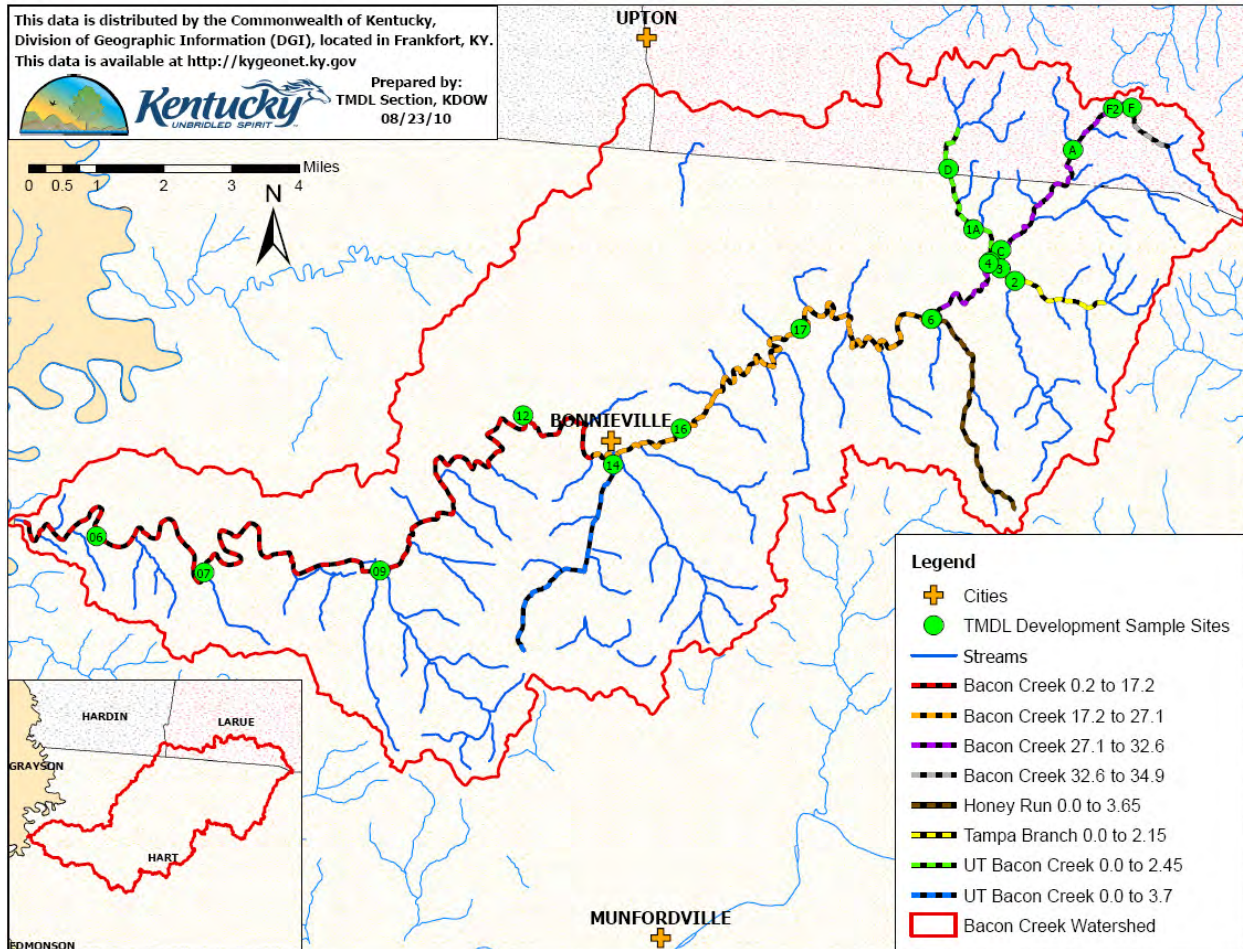 This data is distributed by the Commonwealth of Kentucky,
Division of Geographic Information (DGI), located in Frankfort, KY.
This data is available at http://kygeonet.ky.gov
Kentucky
UNBRIDLED SPIRIT
Prepared by:
TMDL Section, KDOW
08/23/10
Miles
0 0.5 1 2 3 4
N
UPTON
F2 F
A
D
1A
C
4 3
2
6
17
12
BONNIEVILLE
16
14
06
07
09
MUNFORDVILLE
HARDIN
LARUE
GRAYSON
HART
EDMONSON
Legend
Cities
TMDL Development Sample Sites
Streams
Bacon Creek 0.2 to 17.2
Bacon Creek 17.2 to 27.1
Bacon Creek 27.1 to 32.6
Bacon Creek 32.6 to 34.9
Honey Run 0.0 to 3.65
Tampa Branch 0.0 to 2.15
UT Bacon Creek 0.0 to 2.45
UT Bacon Creek 0.0 to 3.7
Bacon Creek Watershed